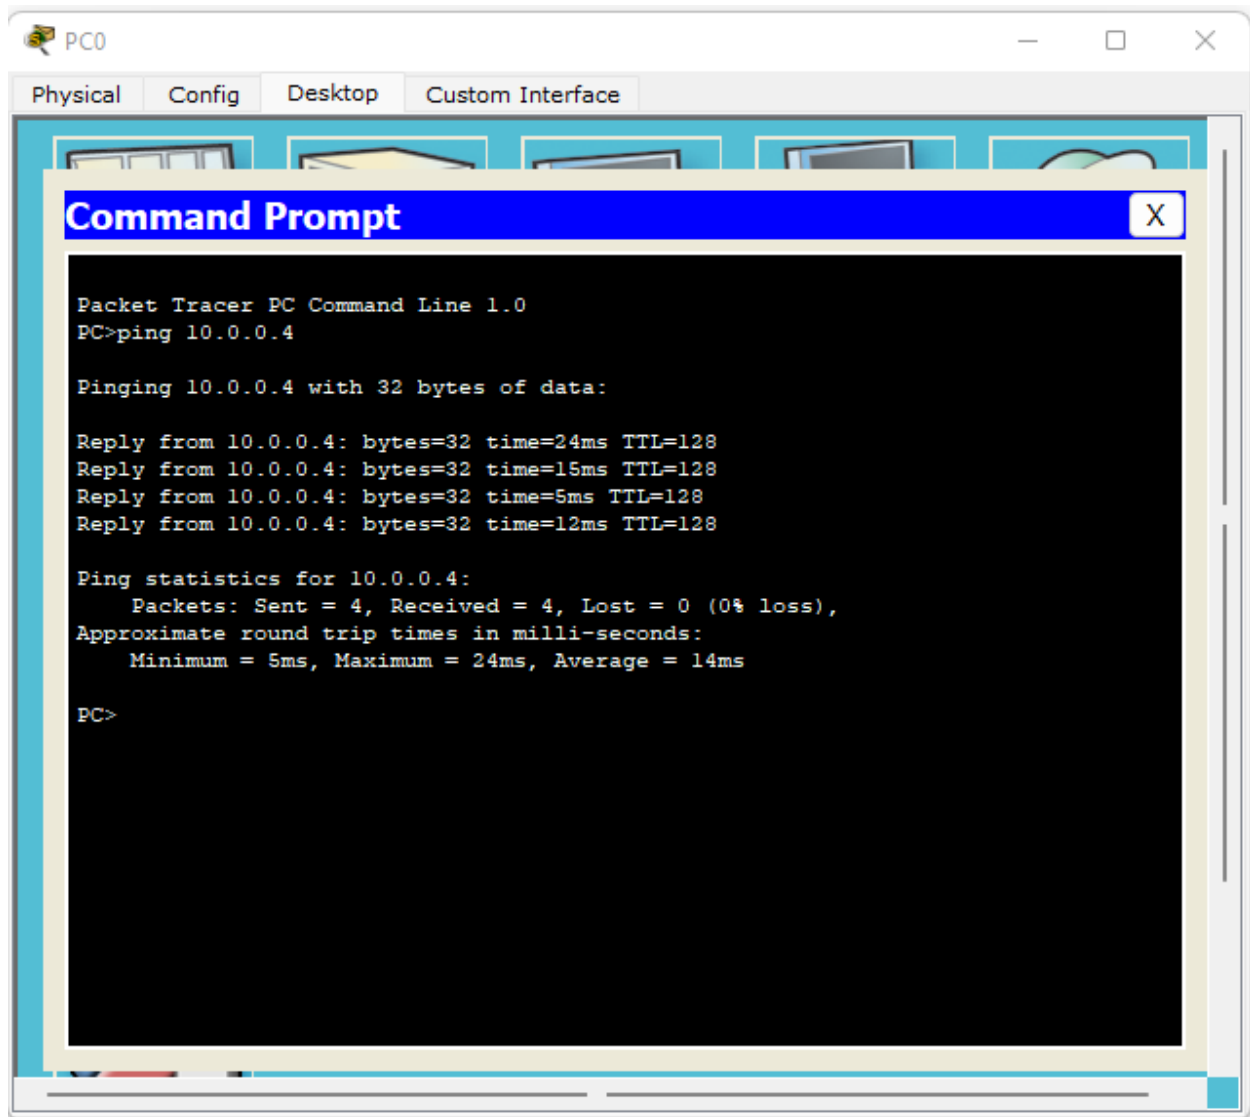 PC0
Physical Config Desktop Custom Interface
Command Prompt
X
Packet Tracer PC Command Line 1.0
PC>ping 10.0.0.4
Pinging 10.0.0.4 with 32 bytes of data:
Reply from 10.0.0.4: bytes=32 time=24ms TTL=128
Reply from 10.0.0.4: bytes=32 time=15ms TTL=128
Reply from 10.0.0.4: bytes=32 time=5ms TTL=128
Reply from 10.0.0.4: bytes=32 time=12ms TTL=128
Ping statistics for 10.0.0.4:
Packets: Sent = 4, Received = 4, Lost = 0 (0% loss),
Approximate round trip times in milli-seconds:
Minimum = 5ms, Maximum = 24ms, Average = 14ms
PC>